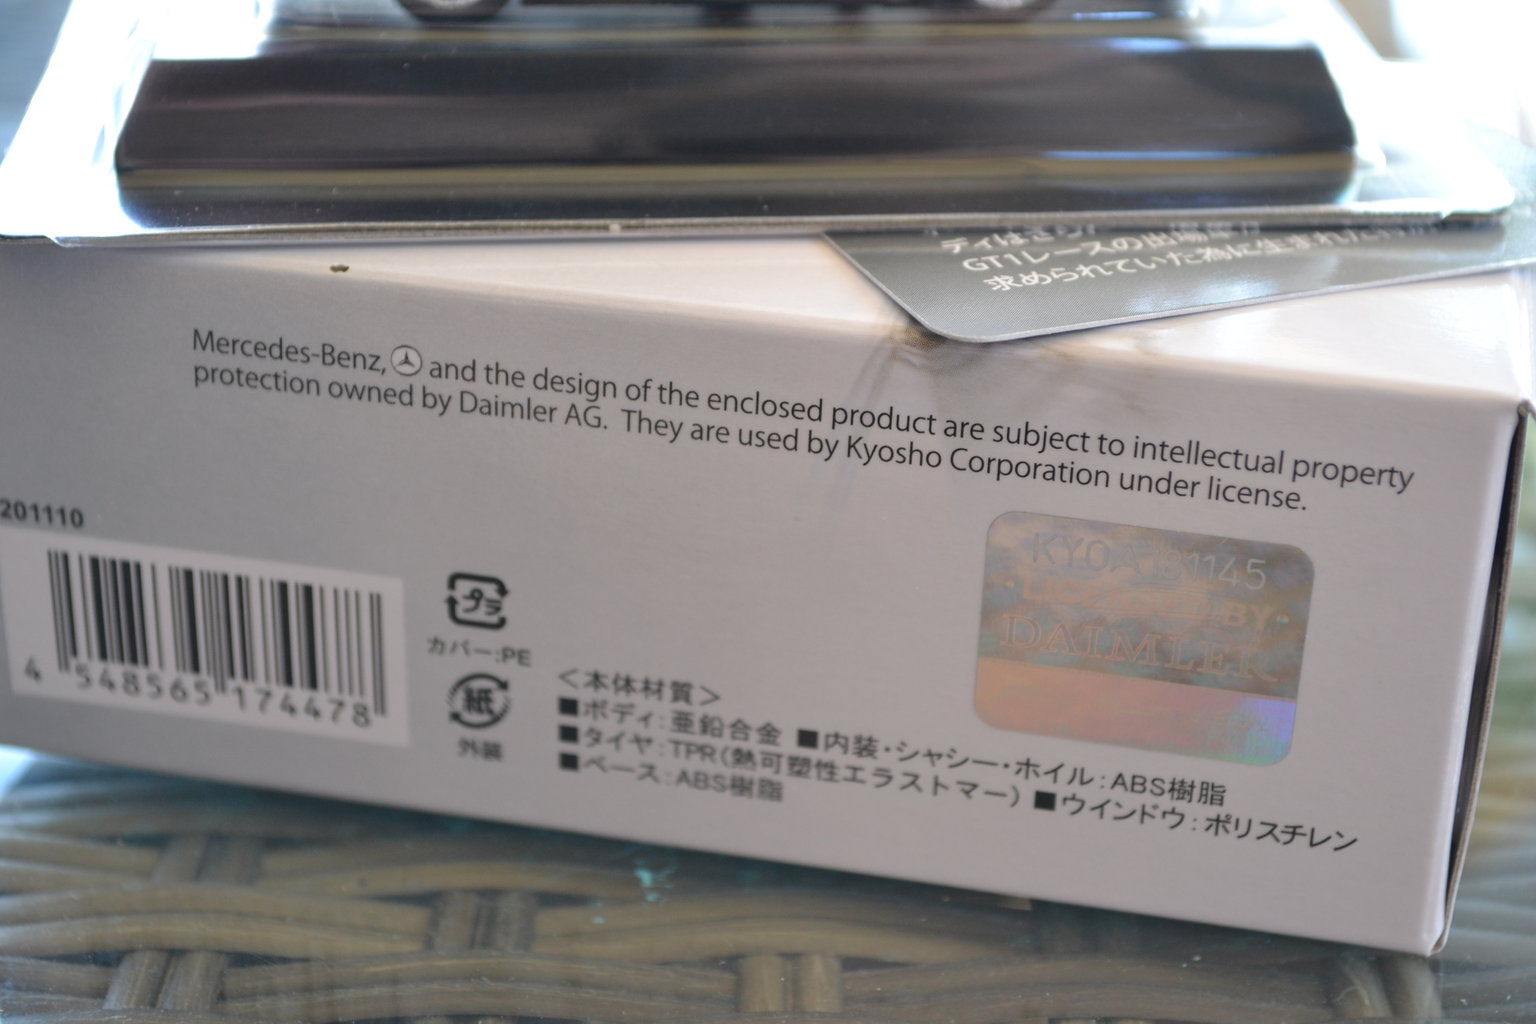 GT1レースの出場車が
求められていた為に生まれた
Mercedes-Benz, and the design of the enclosed product are subject to intellectual property
protection owned by Daimler AG. They are used by Kyosho Corporation under license.
201110
4 548565 174478
プラ
カバー:PE
紙
外装
KYOA181145
LICENSED BY
DAIMLER
<本体材質>
■ボディ:亜鉛合金 ■内装・シャシー・ホイル:ABS樹脂
■タイヤ:TPR(熱可塑性エラストマー) ■ウインドウ:ポリスチレン
■ベース:ABS樹脂